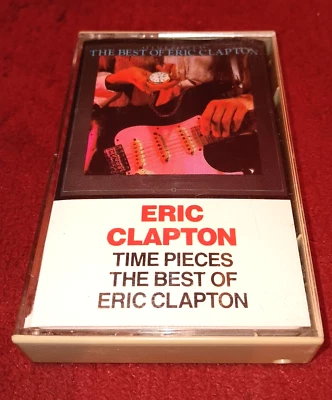 THE BEST OF ERIC CLAPTON
ERIC
CLAPTON
TIME PIECES
THE BEST OF
ERIC CLAPTON